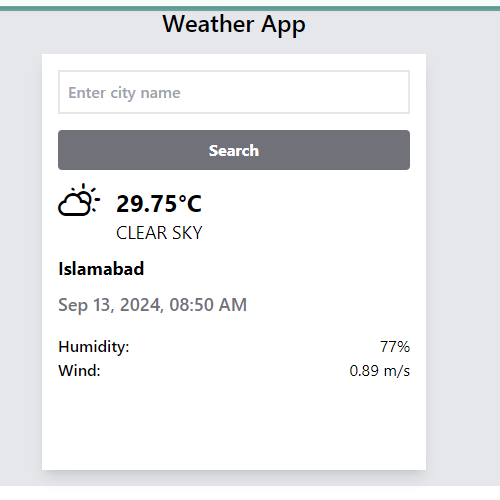 Weather App
Enter city name
Search
29.75°C
CLEAR SKY
Islamabad
Sep 13, 2024, 08:50 AM
Humidity: 77%
Wind: 0.89 m/s